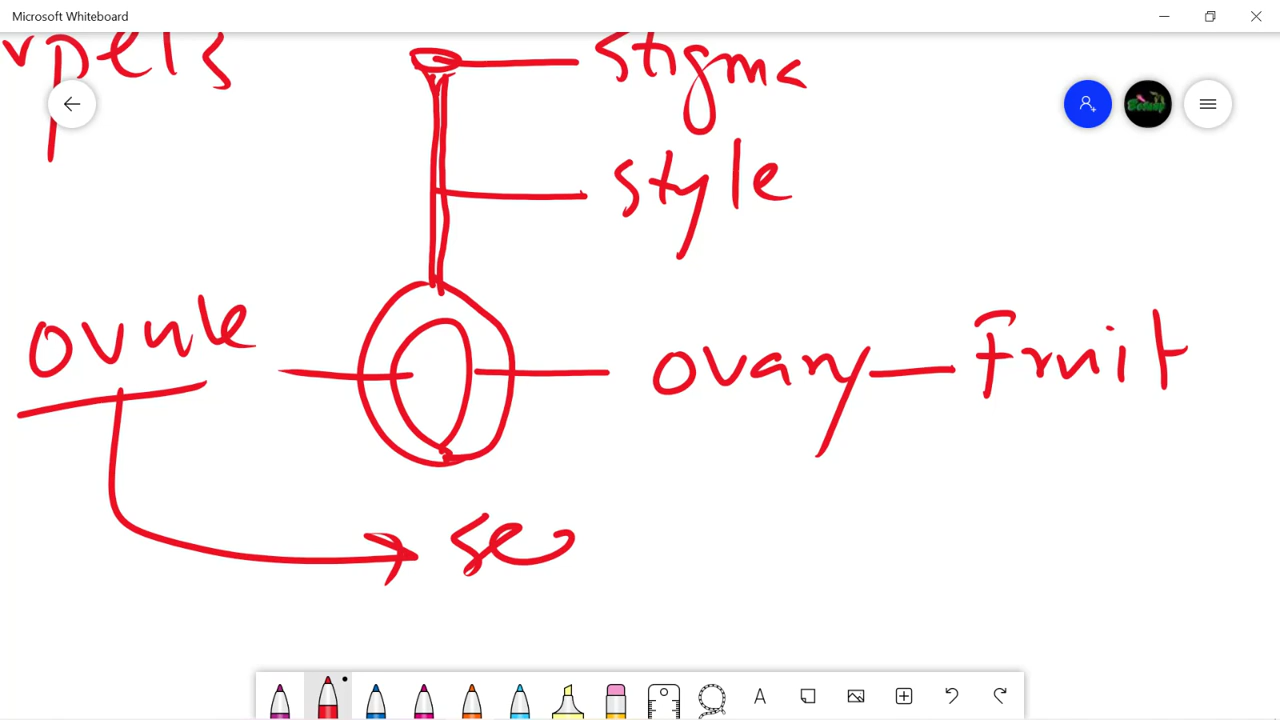 Microsoft Whiteboard
rpels
stigma
style
ovule
ovary — Fruit
se